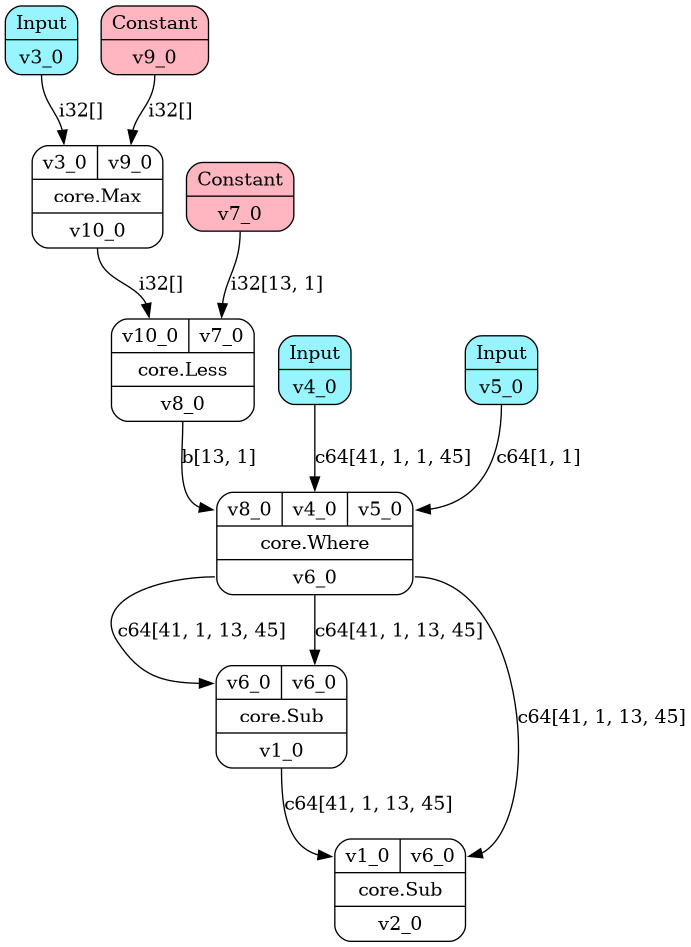 Input
v3_0
Constant
v9_0
i32[]
i32[]
v3_0 v9_0
core.Max
v10_0
Constant
v7_0
i32[]
i32[13, 1]
v10_0 v7_0
core.Less
v8_0
Input
v4_0
Input
v5_0
b[13, 1]
c64[41, 1, 1, 45]
c64[1, 1]
v8_0 v4_0 v5_0
core.Where
v6_0
c64[41, 1, 13, 45]
c64[41, 1, 13, 45]
v6_0 v6_0
core.Sub
v1_0
c64[41, 1, 13, 45]
c64[41, 1, 13, 45]
v1_0 v6_0
core.Sub
v2_0